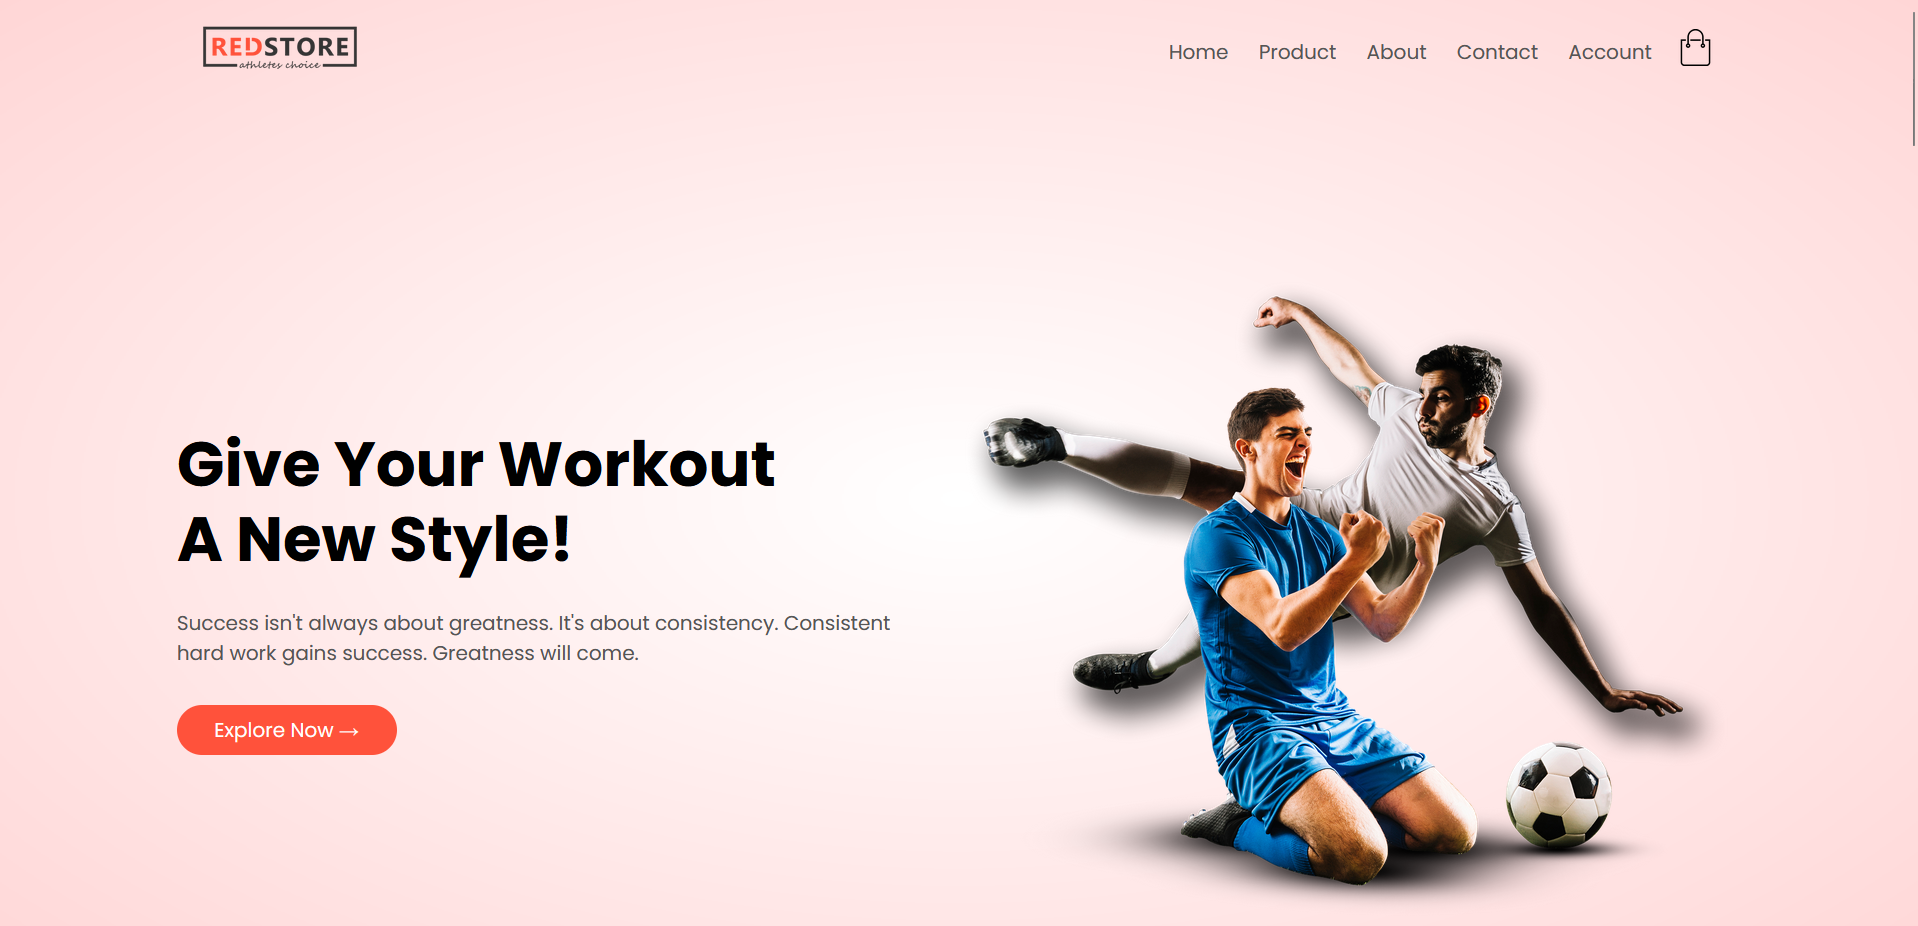 REDSTORE
athletes choice
Home Product About Contact Account
Give Your Workout
A New Style!
Success isn't always about greatness. It's about consistency. Consistent
hard work gains success. Greatness will come.
Explore Now →